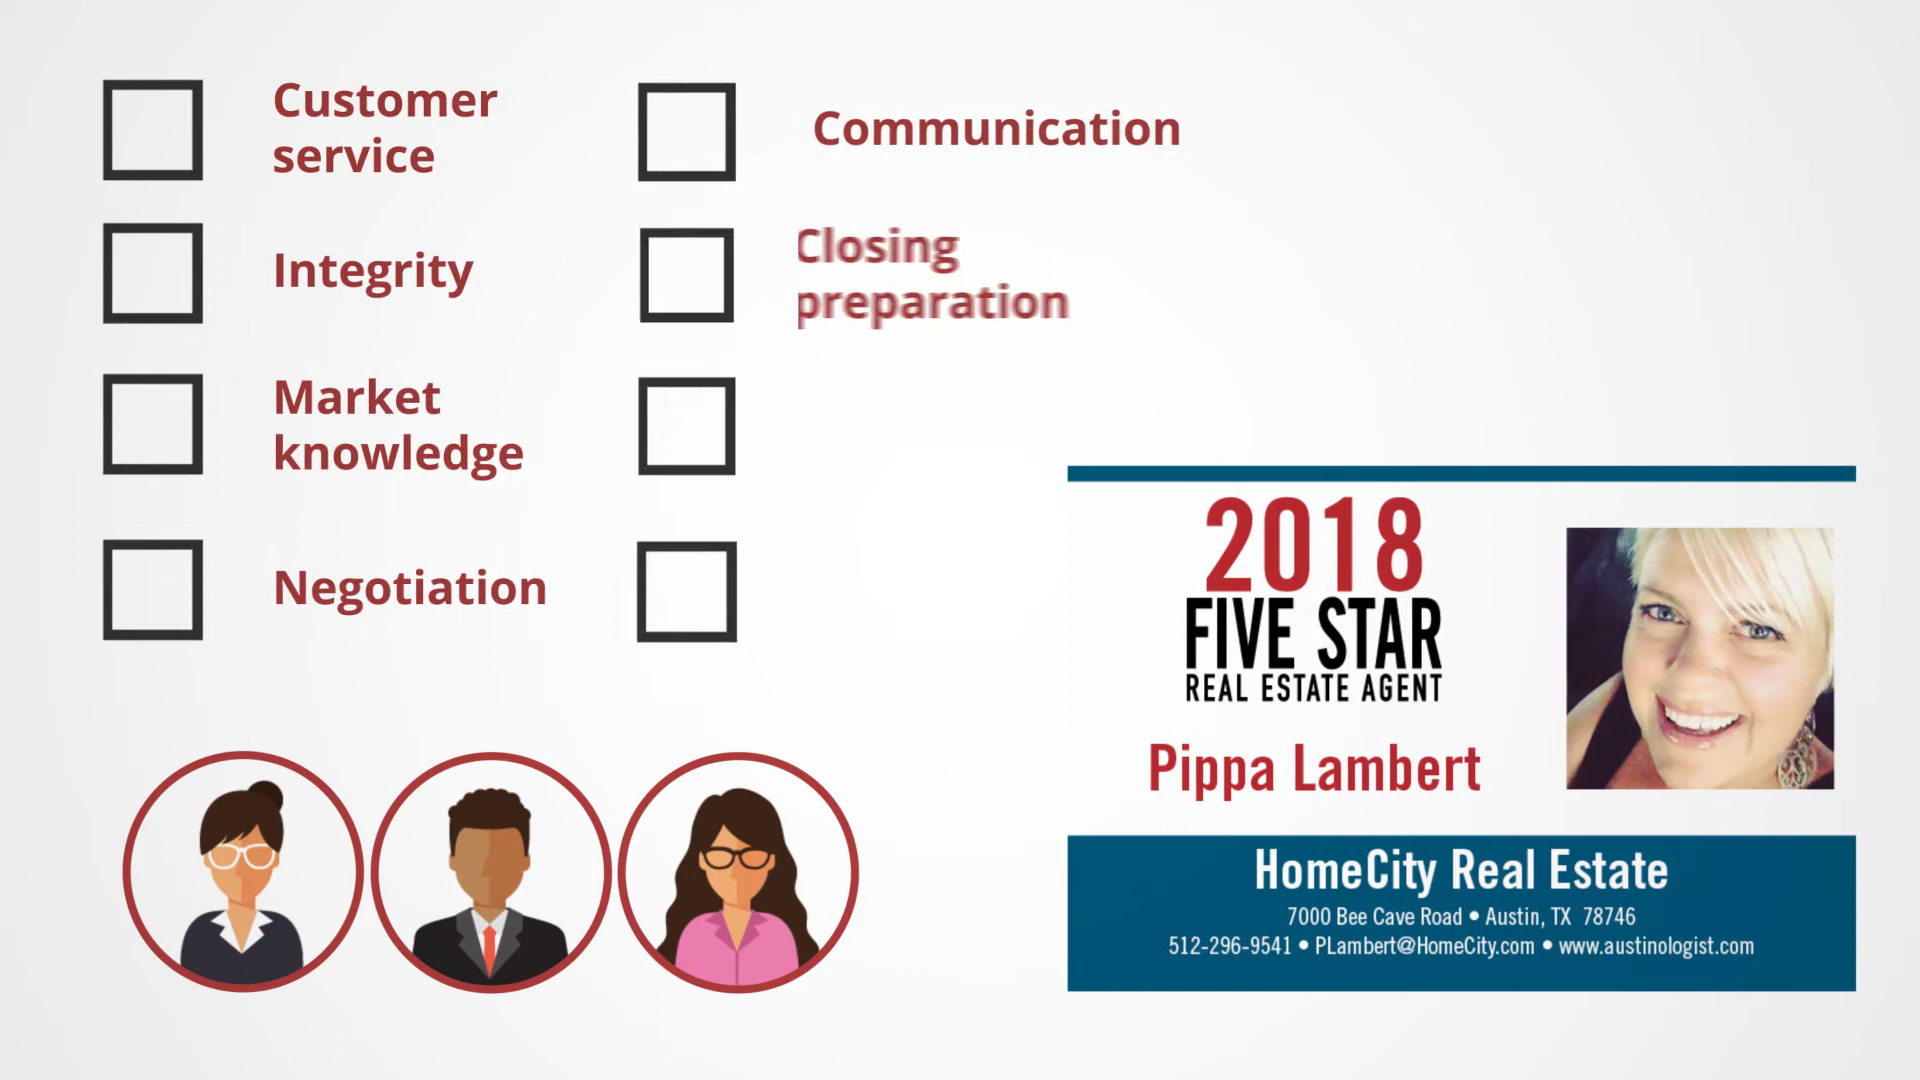 Customer
service
Integrity
Market
knowledge
Negotiation
Communication
Closing
preparation
2018
FIVE STAR
REAL ESTATE AGENT
Pippa Lambert
HomeCity Real Estate
7000 Bee Cave Road • Austin, TX 78746
512-296-9541 • PLambert@HomeCity.com • www.austinologist.com